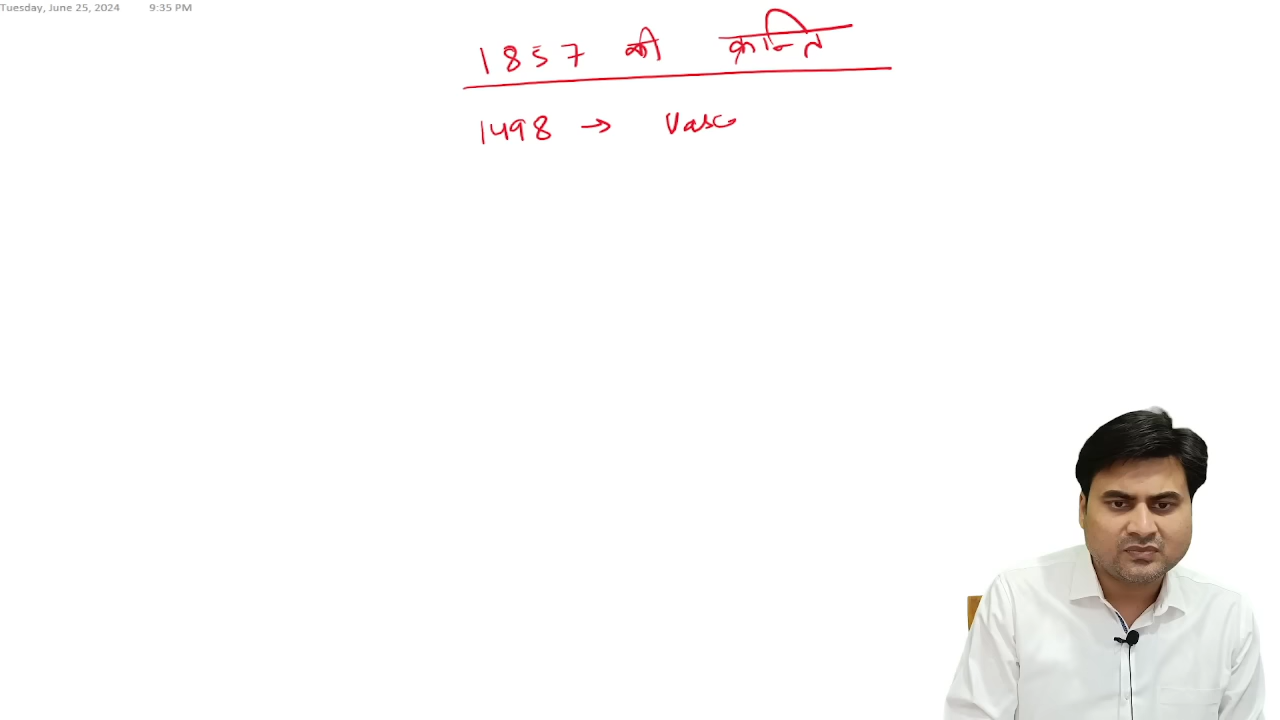 Tuesday, June 25, 2024 9:35 PM
1857 की क्रान्ति
1498 → Vasco